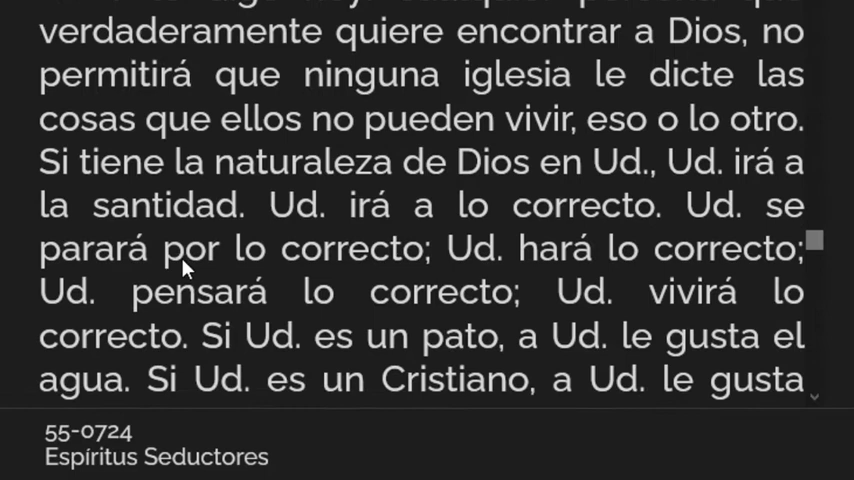 verdaderamente quiere encontrar a Dios, no
permitirá que ninguna iglesia le dicte las
cosas que ellos no pueden vivir, eso o lo otro.
Si tiene la naturaleza de Dios en Ud., Ud. irá a
la santidad. Ud. irá a lo correcto. Ud. se
parará por lo correcto; Ud. hará lo correcto;
Ud. pensará lo correcto; Ud. vivirá lo
correcto. Si Ud. es un pato, a Ud. le gusta el
agua. Si Ud. es un Cristiano, a Ud. le gusta
55-0724
Espíritus Seductores